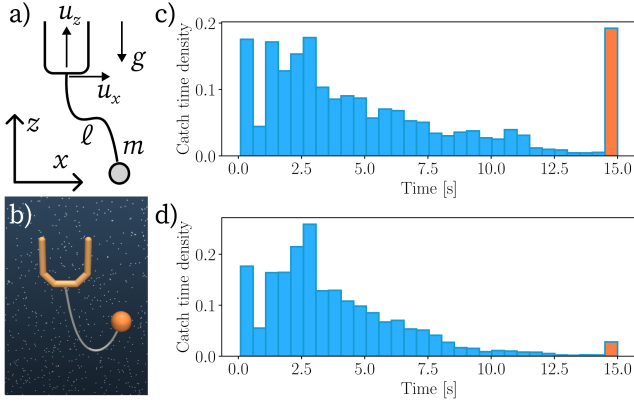 a)
u_z
g
u_x
z
ℓ
m
x
b)
c)
Catch time density
0.2
0.1
0.0
0.0 2.5 5.0 7.5 10.0 12.5 15.0
Time [s]
d)
Catch time density
0.2
0.1
0.0
0.0 2.5 5.0 7.5 10.0 12.5 15.0
Time [s]